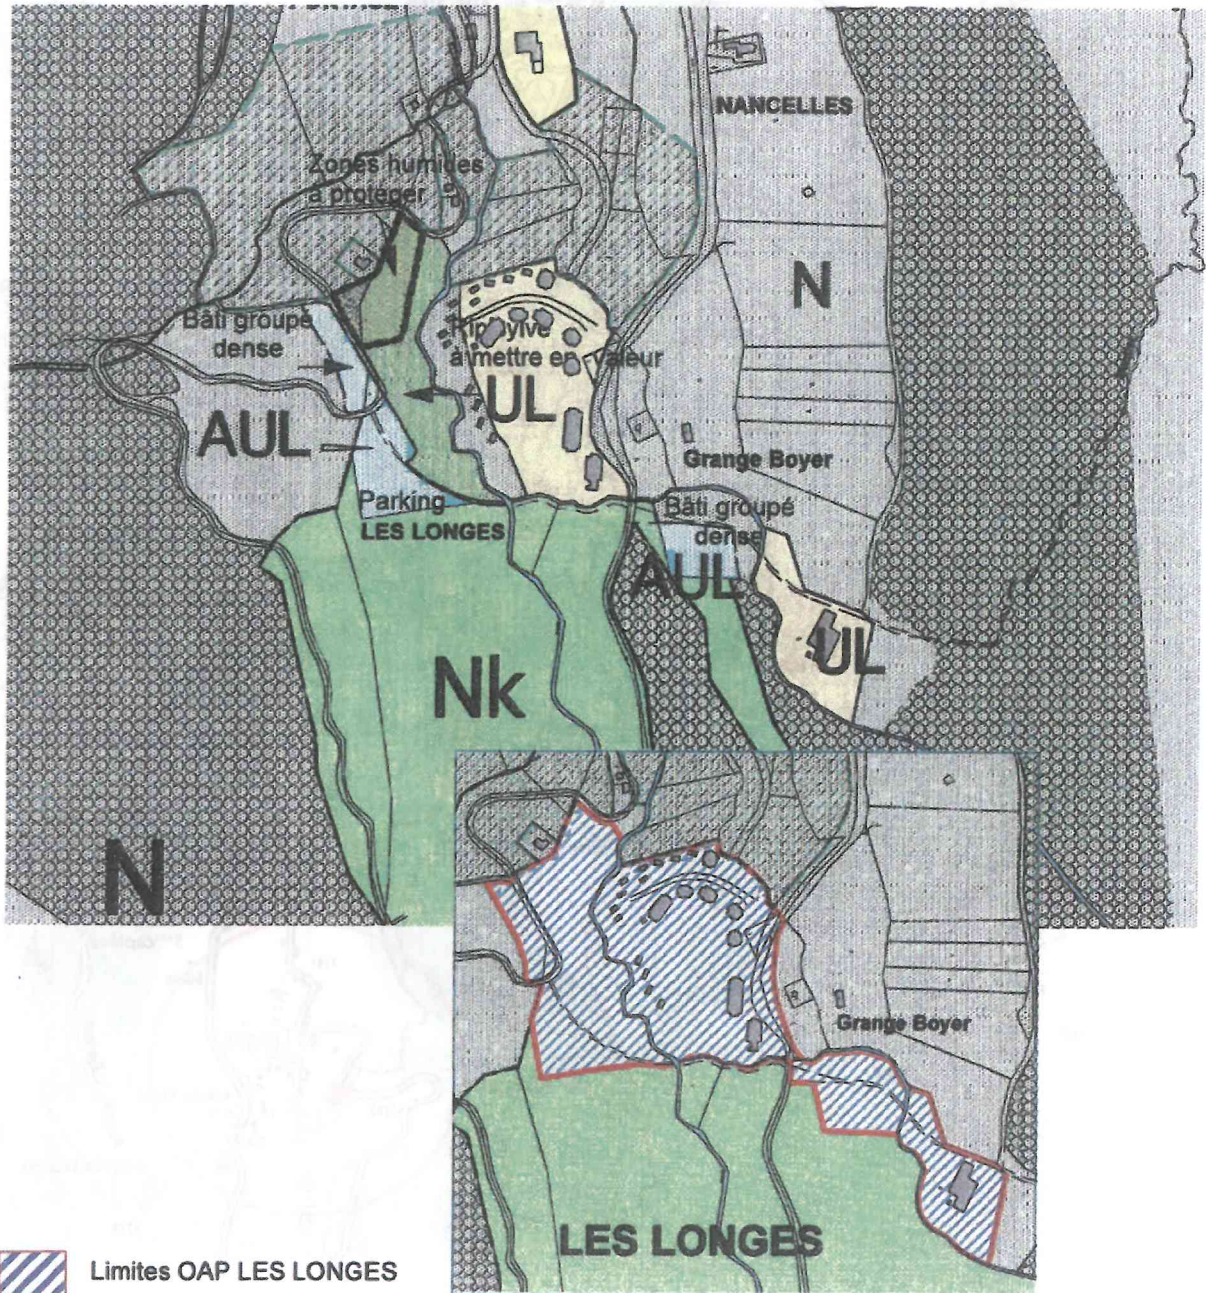 NANCELLES
Zones humides
à protéger
N
Bâti groupé
dense
à mettre en valeur
UL
AUL
Grange Boyer
Parking
LES LONGES
Bâti groupé
dense
AUL
UL
Nk
N
Grange Boyer
LES LONGES
Limites OAP LES LONGES